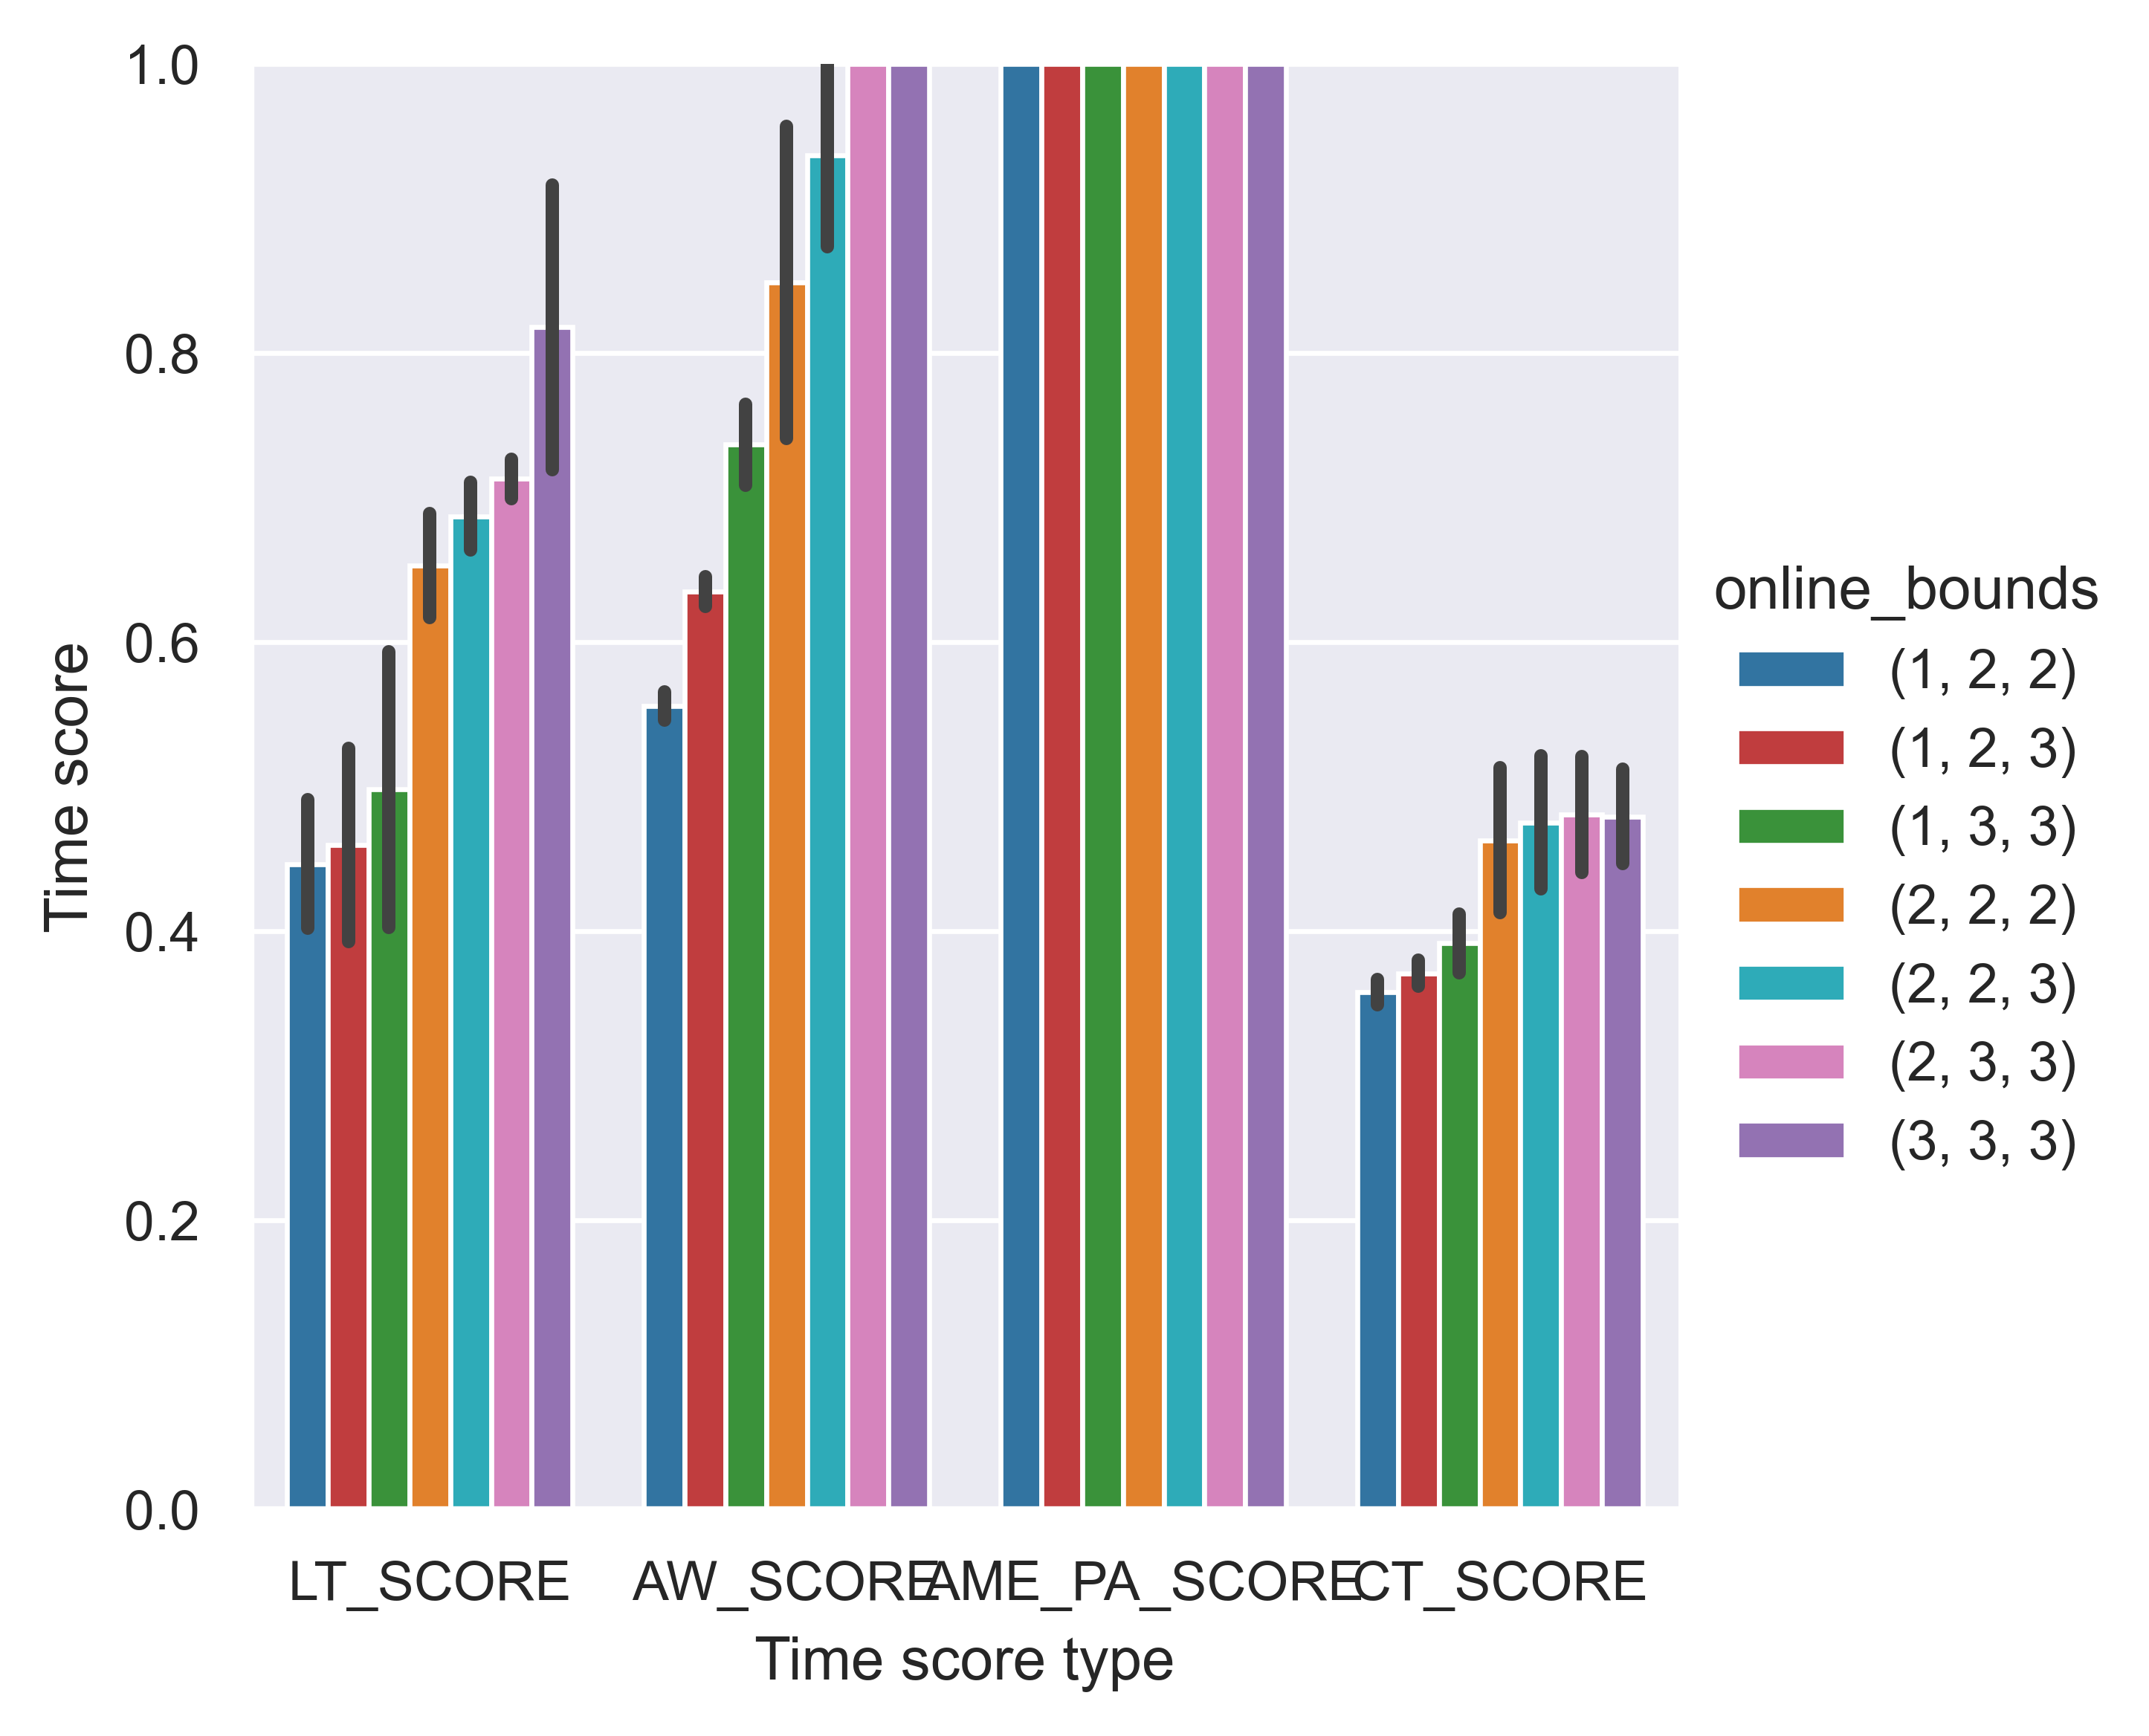 1.0
0.8
0.6
0.4
0.2
0.0
Time score
LT_SCORE
AW_SCORE
AME_PA_SCORE
CT_SCORE
Time score type
online_bounds
(1, 2, 2)
(1, 2, 3)
(1, 3, 3)
(2, 2, 2)
(2, 2, 3)
(2, 3, 3)
(3, 3, 3)